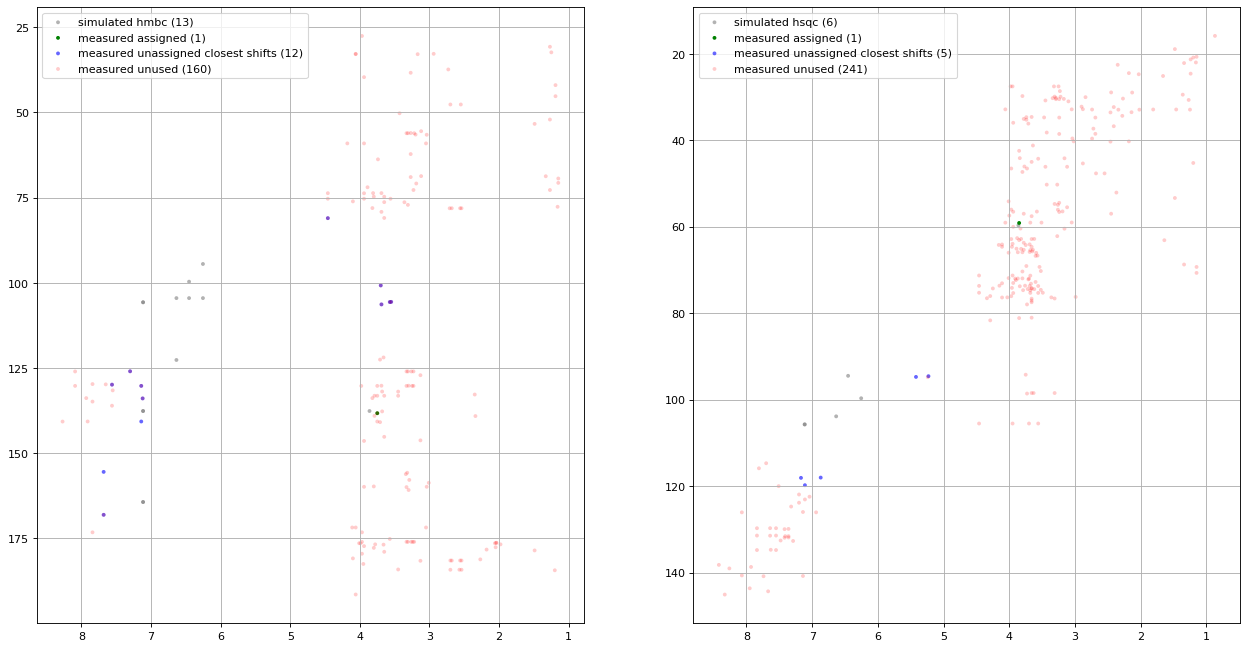 simulated hmbc (13)
measured assigned (1)
measured unassigned closest shifts (12)
measured unused (160)
25
50
75
100
125
150
175
8 7 6 5 4 3 2 1
simulated hsqc (6)
measured assigned (1)
measured unassigned closest shifts (5)
measured unused (241)
20
40
60
80
100
120
140
8 7 6 5 4 3 2 1